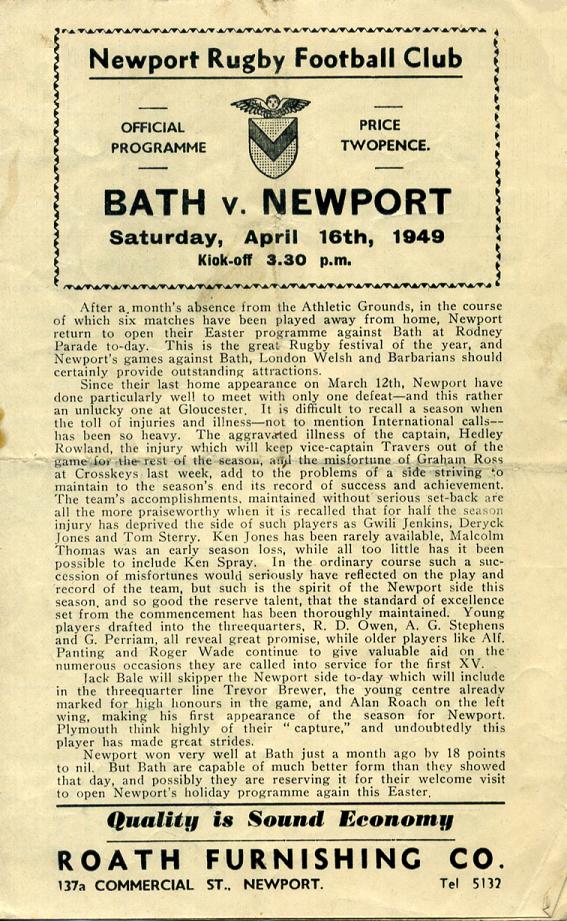 Newport Rugby Football Club
OFFICIAL
PROGRAMME
PRICE
TWOPENCE.
BATH v. NEWPORT
Saturday, April 16th, 1949
Kick-off 3.30 p.m.
After a month's absence from the Athletic Grounds, in the course
of which six matches have been played away from home, Newport
return to open their Easter programme against Bath at Rodney
Parade to-day. This is the great Rugby festival of the year, and
Newport's games against Bath, London Welsh and Barbarians should
certainly provide outstanding attractions.
Since their last home appearance on March 12th, Newport have
done particularly well to meet with only one defeat—and this rather
an unlucky one at Gloucester. It is difficult to recall a season when
the toll of injuries and illness—not to mention International calls—
has been so heavy. The aggravated illness of the captain, Hedley
Rowland, the injury which will keep vice-captain Travers out of the
game for the rest of the season, and the misfortune of Graham Ross
at Crosskeys last week, add to the problems of a side striving to
maintain to the season's end its record of success and achievement.
The team's accomplishments, maintained without serious set-back are
all the more praiseworthy when it is recalled that for half the season
injury has deprived the side of such players as Gwili Jenkins, Deryck
Jones and Tom Sterry. Ken Jones has been rarely available, Malcolm
Thomas was an early season loss, while all too little has it been
possible to include Ken Spray. In the ordinary course such a suc-
cession of misfortunes would seriously have reflected on the play and
record of the team, but such is the spirit of the Newport side this
season, and so good the reserve talent, that the standard of excellence
set from the commencement has been thoroughly maintained. Young
players drafted into the threequarters, R. D. Owen, A. G. Stephens
and G. Perriam, all reveal great promise, while older players like Alf.
Panting and Roger Wade continue to give valuable aid on the
numerous occasions they are called into service for the first XV.
Jack Bale will skipper the Newport side to-day which will include
in the threequarter line Trevor Brewer, the young centre already
marked for high honours in the game, and Alan Roach on the left
wing, making his first appearance of the season for Newport.
Plymouth think highly of their " capture," and undoubtedly this
player has made great strides.
Newport won very well at Bath just a month ago by 18 points
to nil. But Bath are capable of much better form than they showed
that day, and possibly they are reserving it for their welcome visit
to open Newport's holiday programme again this Easter.
Quality is Sound Economy
ROATH FURNISHING CO.
137a COMMERCIAL ST., NEWPORT. Tel 5132